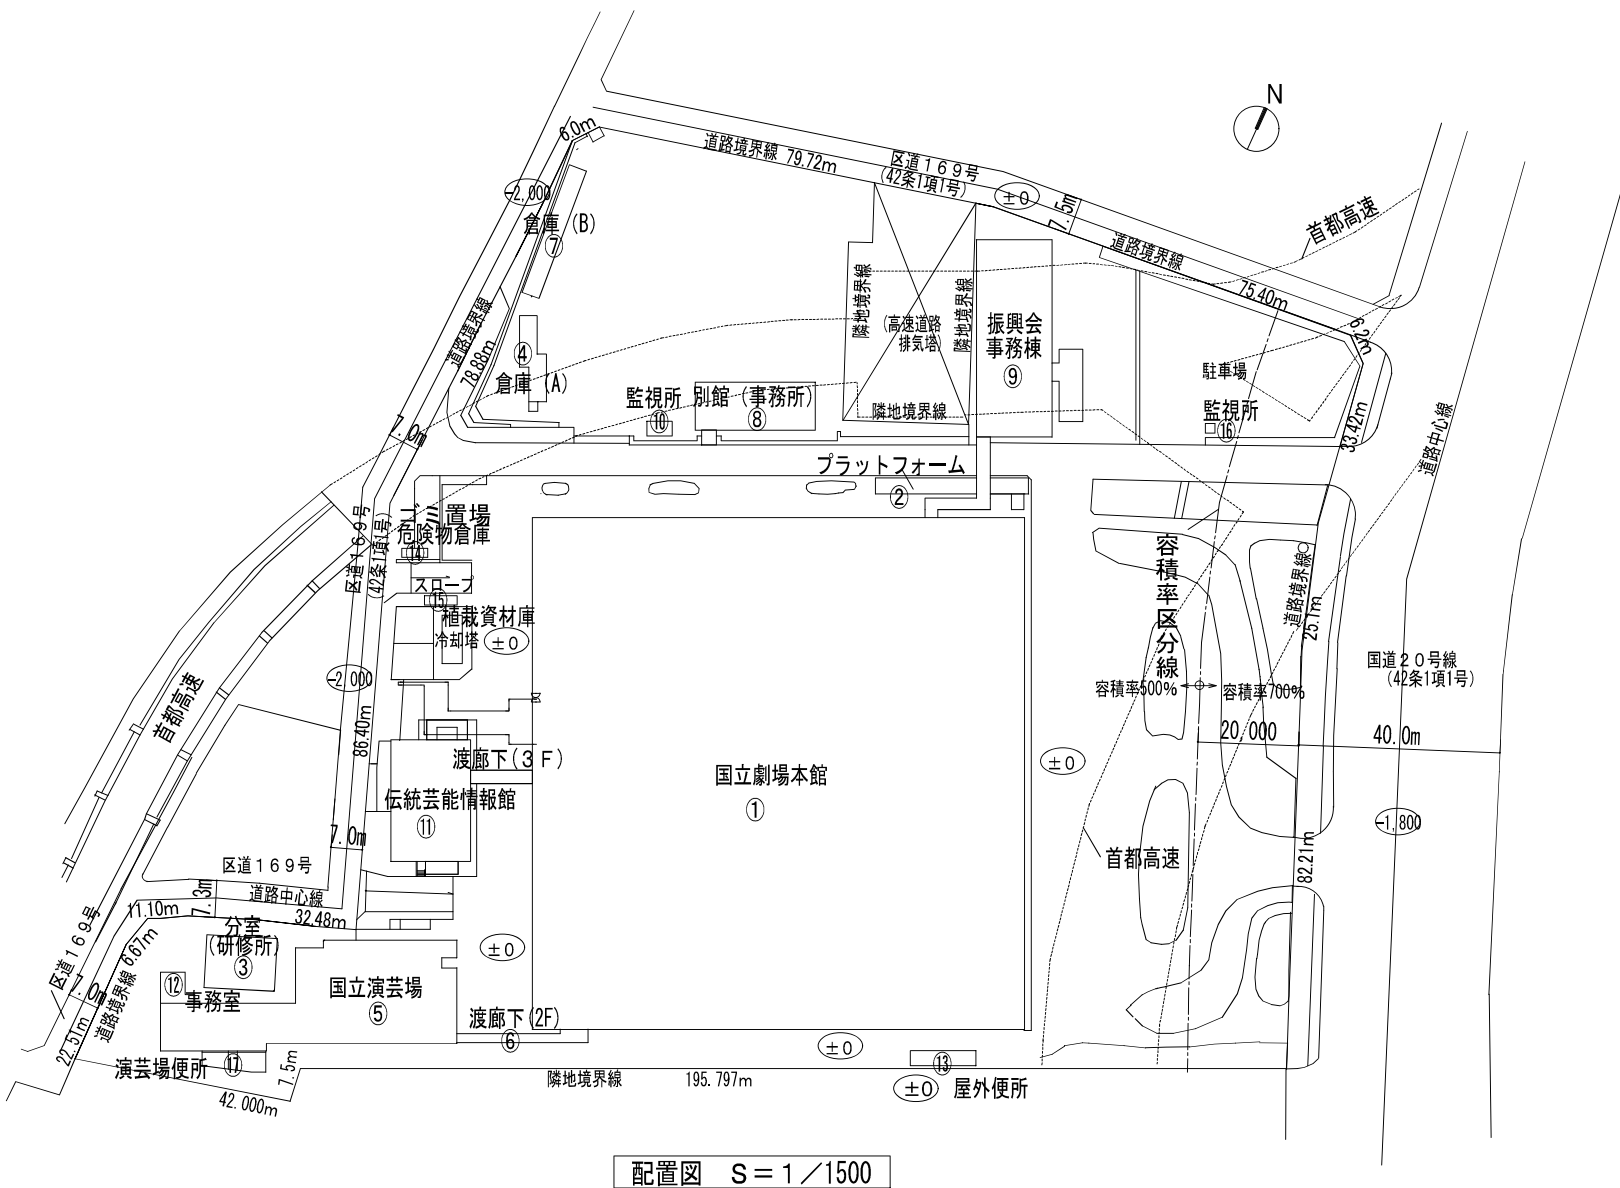 N
6.0m
道路境界線 79.72m
区道169号
(42条1項1号)
±0
7.5m
首都高速
-2,000
倉庫 (B)
⑦
道路境界線
75.40m
6.2m
隣地境界線
(高速道路
排気塔)
隣地境界線
振興会
事務棟
⑨
道路境界線
78.88m
④
倉庫 (A)
監視所
⑩
別館 (事務所)
⑧
隣地境界線
駐車場
監視所
⑯
33.42m
道路中心線
7.0m
プラットフォーム
②
区道169号
(42条1項1号)
ゴミ置場
危険物倉庫
⑭
スロープ
⑮
植栽資材庫
冷却塔
±0
容積率区分線
道路境界線
25.1m
国道20号線
(42条1項1号)
容積率500%
容積率700%
20,000
40.0m
-2,000
首都高速
86.40m
渡廊下(3F)
伝統芸能情報館
⑪
国立劇場本館
①
±0
-1,800
7.0m
首都高速
82.21m
区道169号
道路中心線
7.3m
32.48m
11.10m
分室
(研修所)
③
区道169号
道路境界線 6.67m
7.0m
⑫
事務室
国立演芸場
⑤
±0
渡廊下(2F)
⑥
±0
22.51m
演芸場便所
⑰
7.5m
42.000m
隣地境界線 195.797m
⑬
±0
屋外便所
配置図 S=1/1500